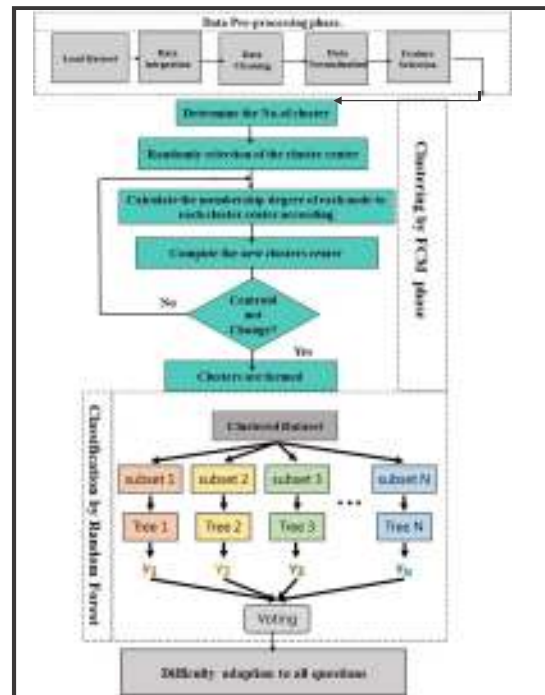 Data Pre-processing phase.
Load Dataset
Data
Integration
Data
Cleaning
Data
Normalization
Feature
Selection
Determine the No. of cluster
Randomly selection of the cluster center
Calculate the membership degree of each node to
each cluster center according
Compute the new clusters center
Centroid
not
Change?
No
Yes
Clusters are formed
Clustering by FCM phase
Classification by Random Forest
Clustered Dataset
subset 1
subset 2
subset 3
subset N
...
Tree 1
Tree 2
Tree 3
Tree N
Y1
Y2
Y3
YN
Voting
Difficulty adaption to all questions